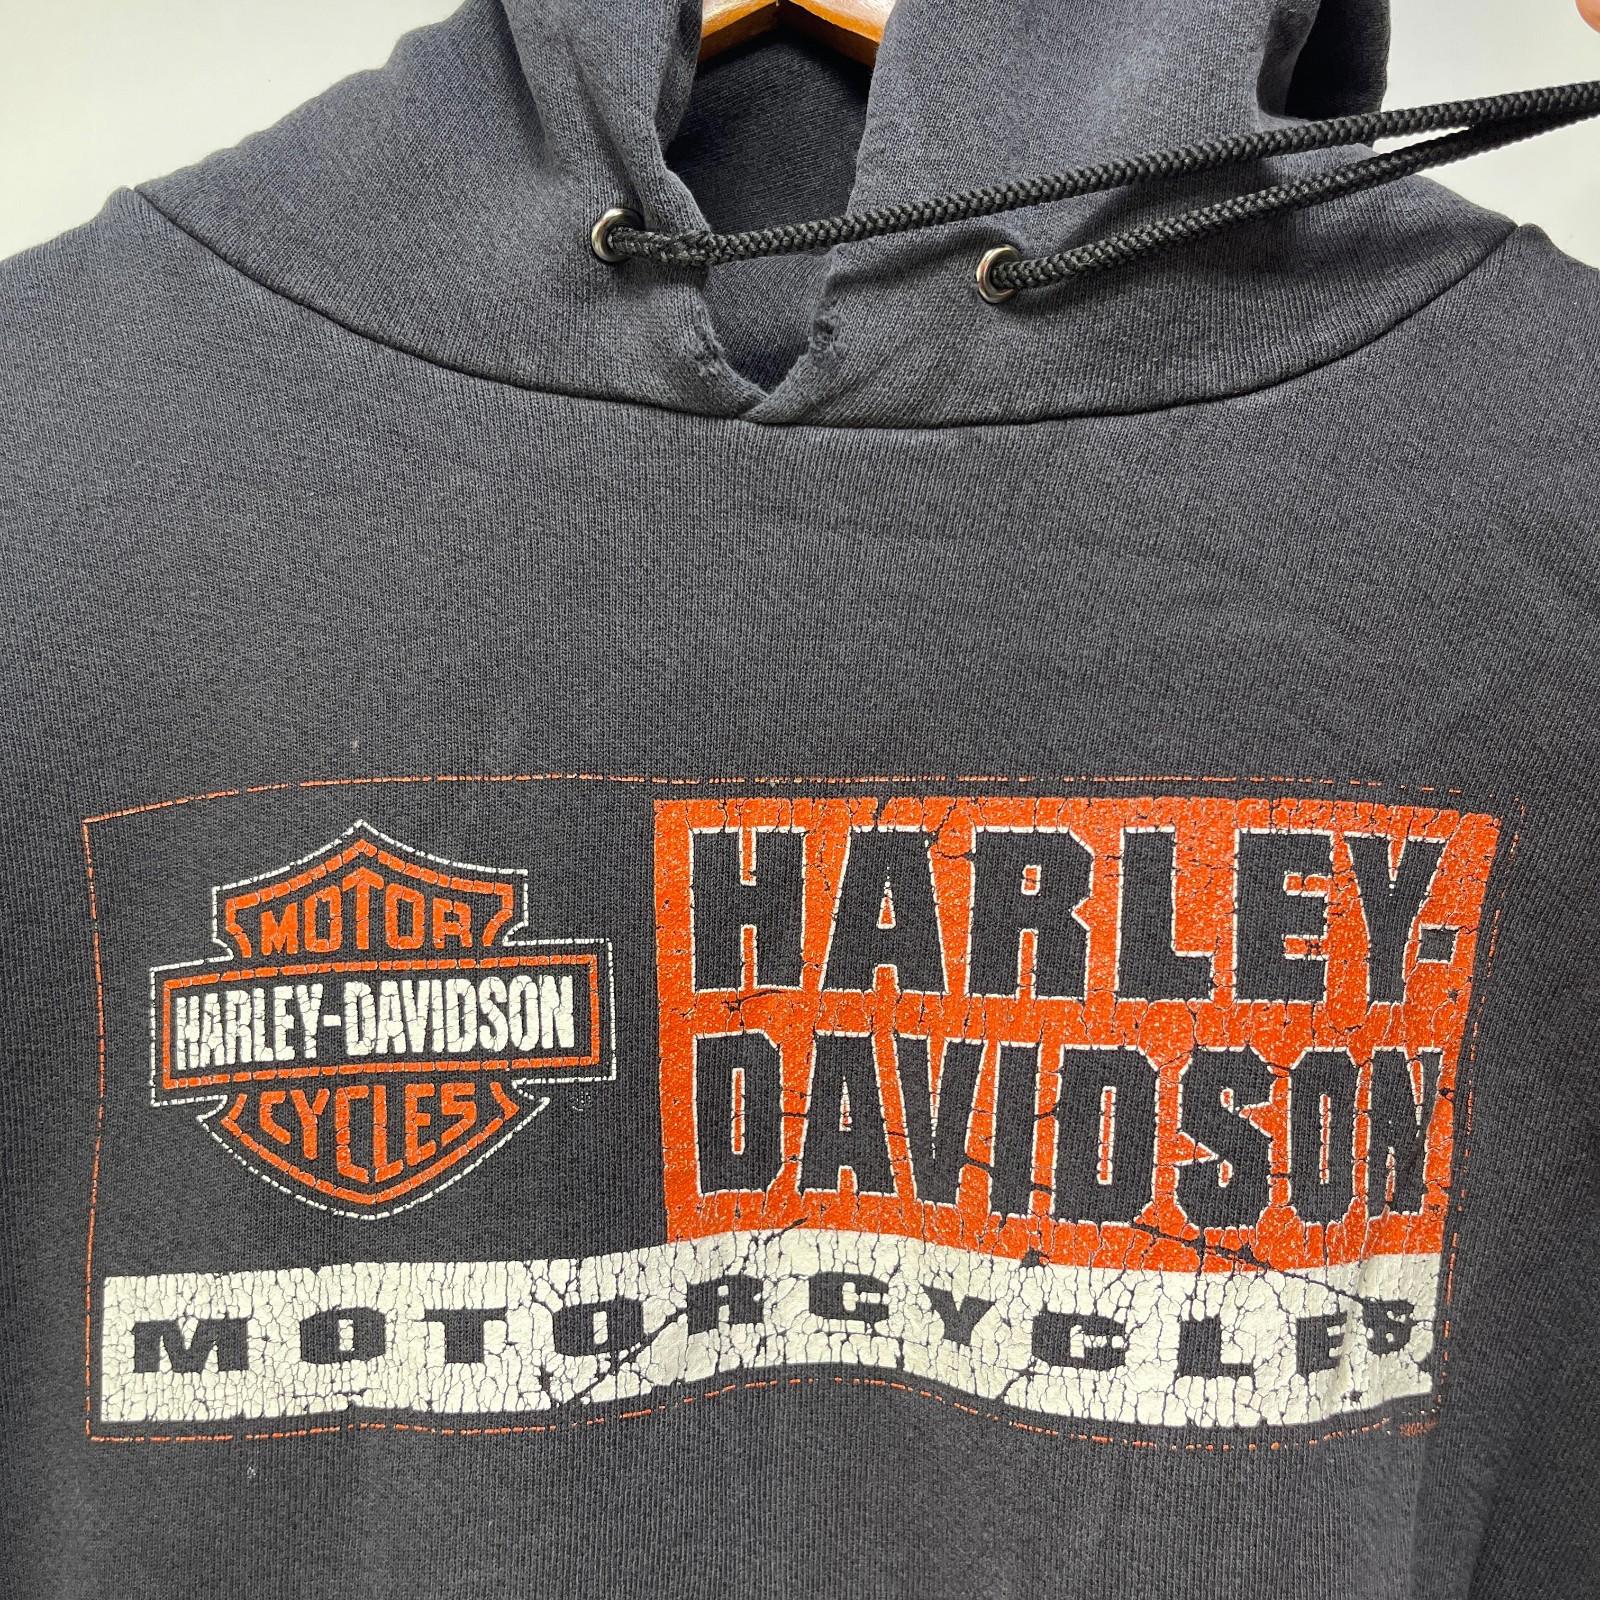 MOTOR
HARLEY-DAVIDSON
CYCLES
HARLEY-
DAVIDSON
MOTORCYCLES